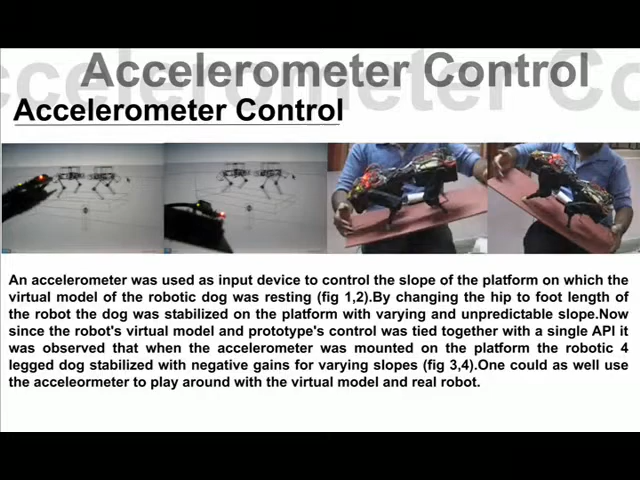 Accelerometer Control
Accelerometer Control
An accelerometer was used as input device to control the slope of the platform on which the
virtual model of the robotic dog was resting (fig 1,2).By changing the hip to foot length of
the robot the dog was stabilized on the platform with varying and unpredictable slope.Now
since the robot's virtual model and prototype's control was tied together with a single API it
was observed that when the accelerometer was mounted on the platform the robotic 4
legged dog stabilized with negative gains for varying slopes (fig 3,4).One could as well use
the acceleormeter to play around with the virtual model and real robot.